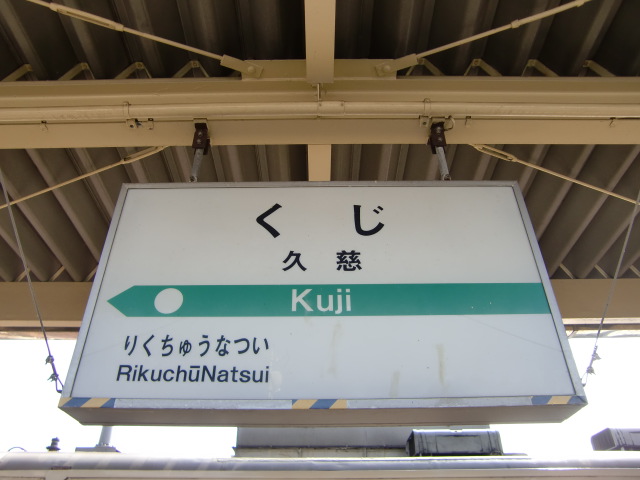 くじ
久慈
Kuji
りくちゅうなつい
RikuchūNatsui